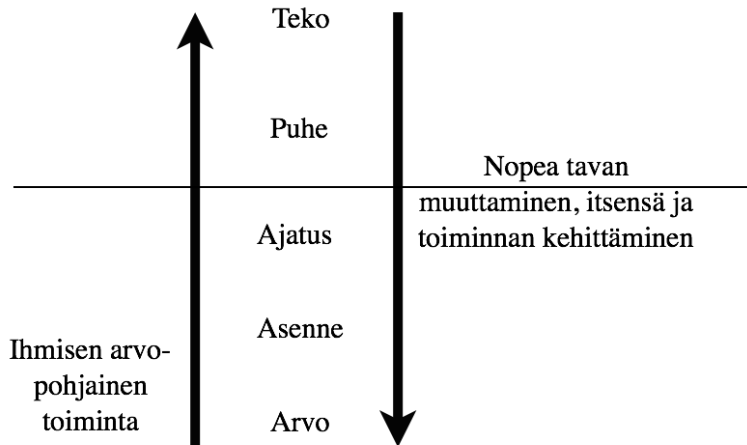 Teko
Puhe
Nopea tavan
muuttaminen, itsensä ja
toiminnan kehittäminen
Ajatus
Asenne
Ihmisen arvo-
pohjainen
toiminta
Arvo